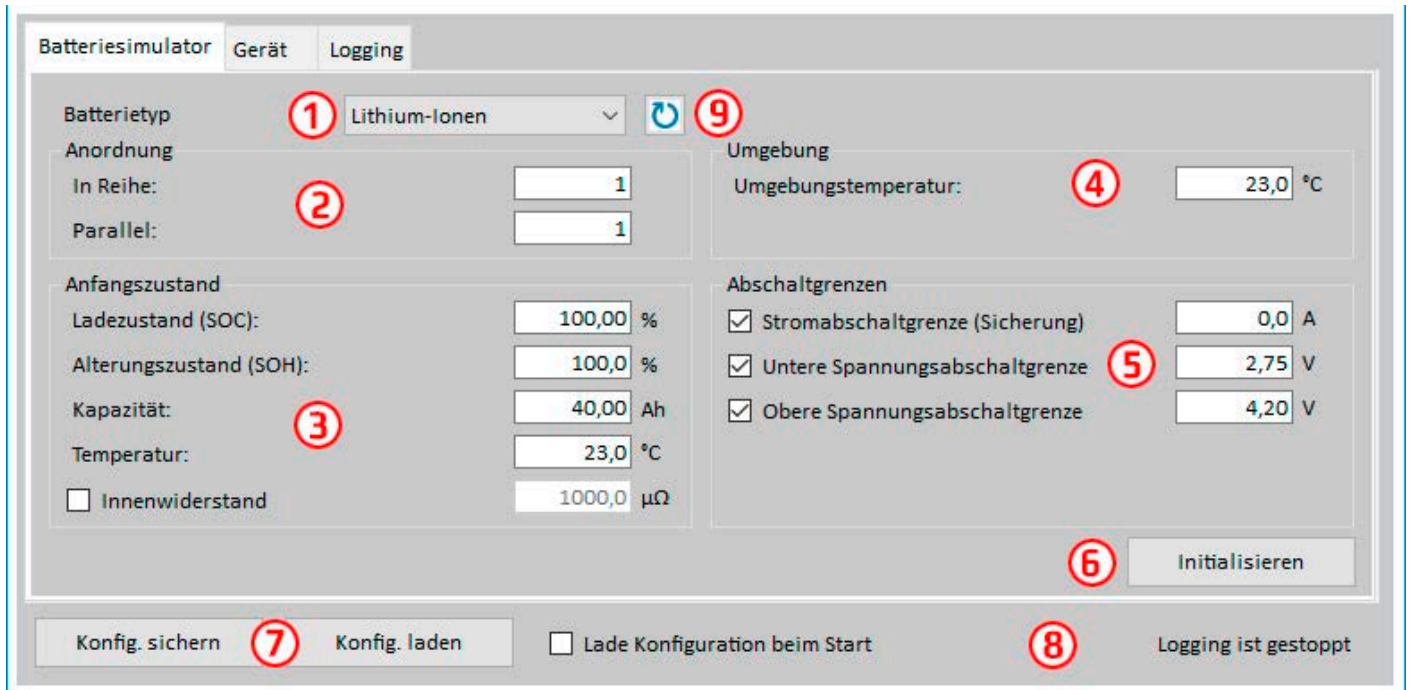 Batteriesimulator Gerät Logging
Batterietyp 1 Lithium-Ionen 9
Anordnung
In Reihe: 1
2
Parallel: 1
Umgebung
Umgebungstemperatur: 4 23,0 °C
Anfangszustand
Ladezustand (SOC): 100,00 %
Alterungszustand (SOH): 100,0 %
Kapazität: 40,00 Ah
3
Temperatur: 23,0 °C
Innenwiderstand 1000,0 µΩ
Abschaltgrenzen
Stromabschaltgrenze (Sicherung) 0,0 A
Untere Spannungsabschaltgrenze 5 2,75 V
Obere Spannungsabschaltgrenze 4,20 V
6 Initialisieren
Konfig. sichern 7 Konfig. laden Lade Konfiguration beim Start 8 Logging ist gestoppt